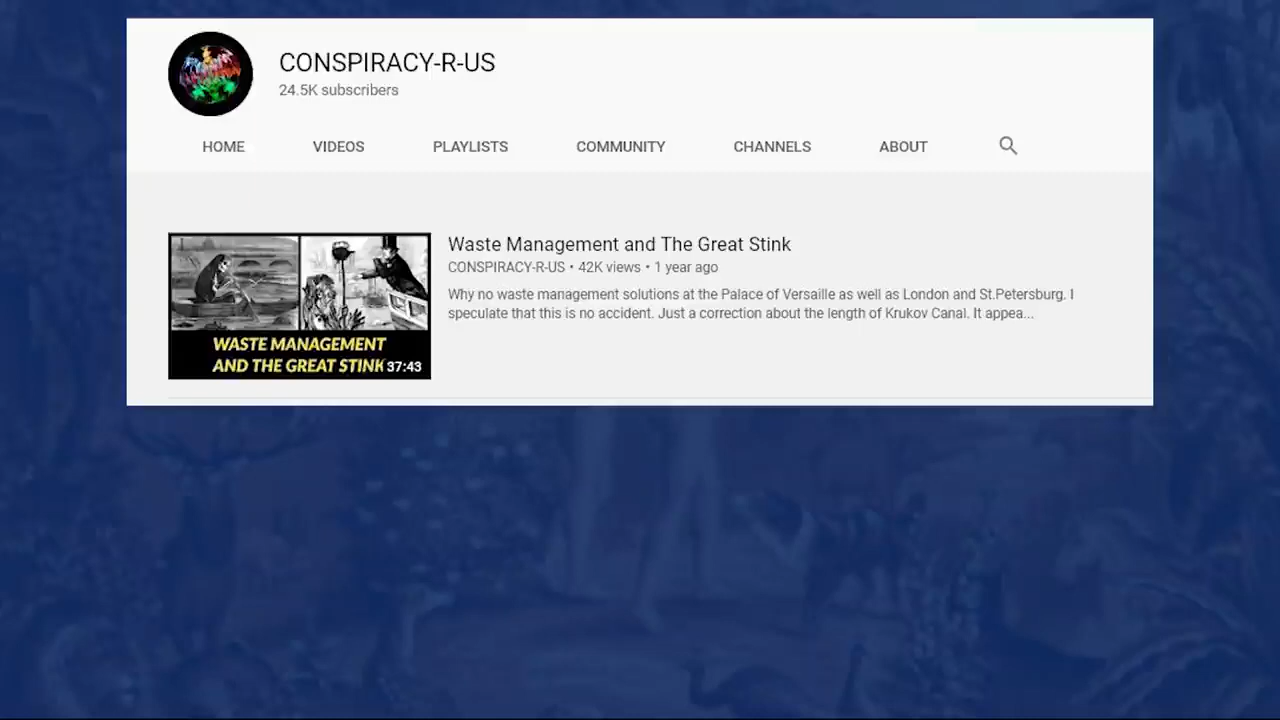 CONSPIRACY-R-US
24.5K subscribers
HOME VIDEOS PLAYLISTS COMMUNITY CHANNELS ABOUT
Waste Management and The Great Stink
CONSPIRACY-R-US • 42K views • 1 year ago
Why no waste management solutions at the Palace of Versaille as well as London and St.Petersburg. I
speculate that this is no accident. Just a correction about the length of Krukov Canal. It appea...
WASTE MANAGEMENT
AND THE GREAT STINK 37:43